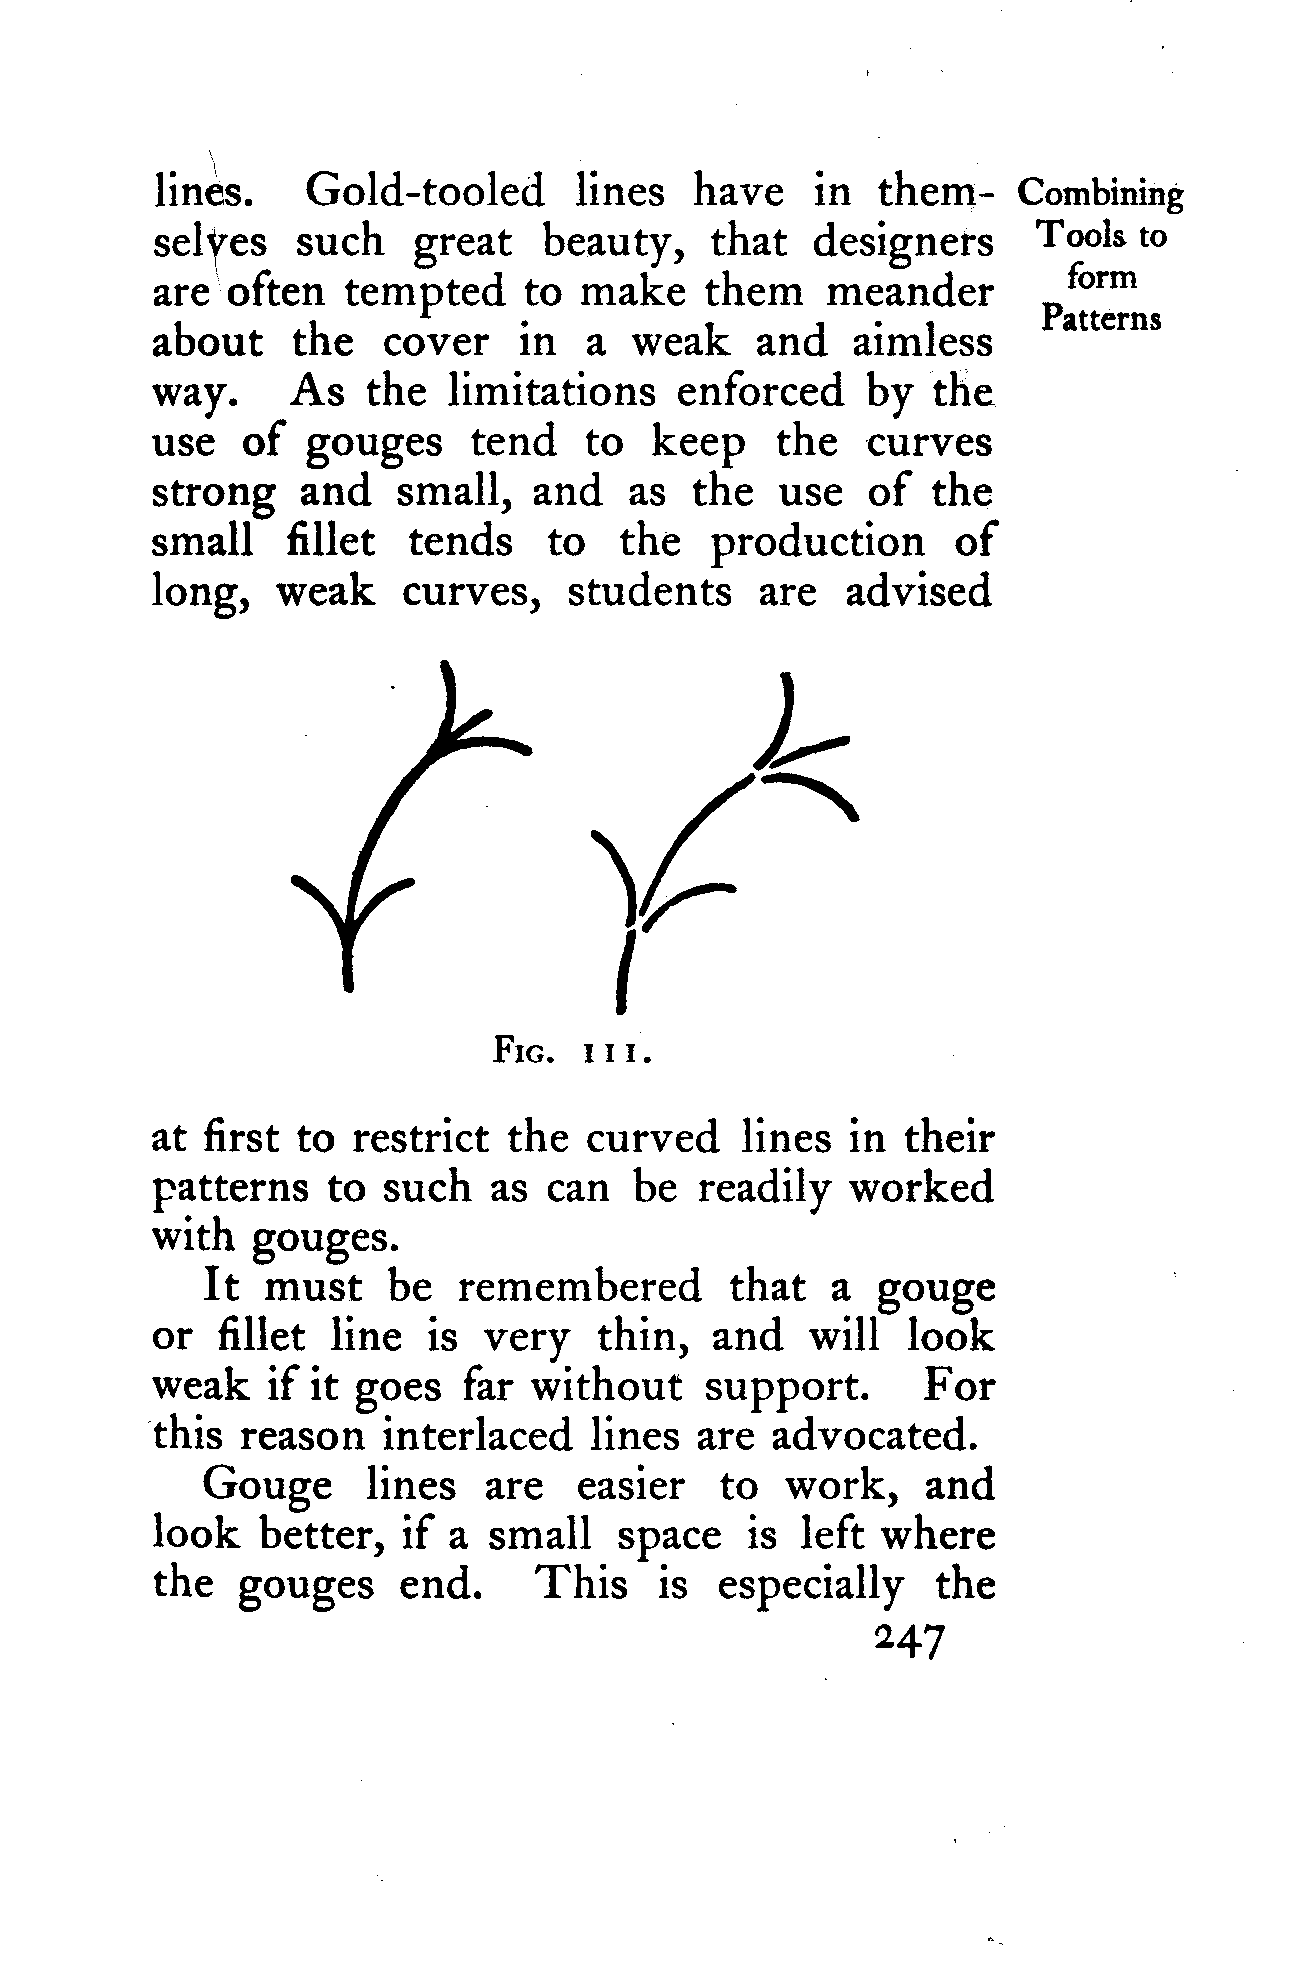 lines. Gold-tooled lines have in them-
selves such great beauty, that designers
are often tempted to make them meander
about the cover in a weak and aimless
way. As the limitations enforced by the
use of gouges tend to keep the curves
strong and small, and as the use of the
small fillet tends to the production of
long, weak curves, students are advised
Combining
Tools to
form
Patterns
Fig. 111.
at first to restrict the curved lines in their
patterns to such as can be readily worked
with gouges.
It must be remembered that a gouge
or fillet line is very thin, and will look
weak if it goes far without support. For
this reason interlaced lines are advocated.
Gouge lines are easier to work, and
look better, if a small space is left where
the gouges end. This is especially the
247